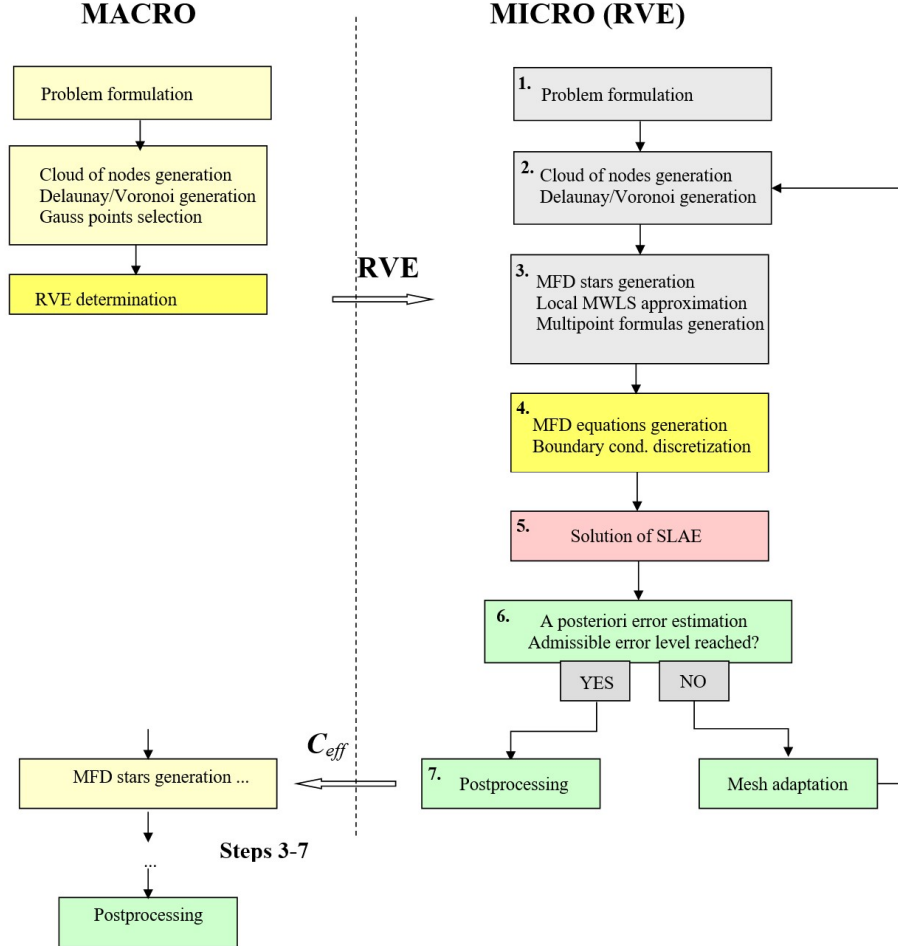 MACRO
Problem formulation
Cloud of nodes generation
Delaunay/Voronoi generation
Gauss points selection
RVE determination
RVE
MICRO (RVE)
1.
Problem formulation
2.
Cloud of nodes generation
Delaunay/Voronoi generation
3.
MFD stars generation
Local MWLS approximation
Multipoint formulas generation
4.
MFD equations generation
Boundary cond. discretization
5.
Solution of SLAE
6.
A posteriori error estimation
Admissible error level reached?
YES
NO
7.
Postprocessing
Mesh adaptation
Ceff
MFD stars generation ...
Steps 3-7
...
Postprocessing